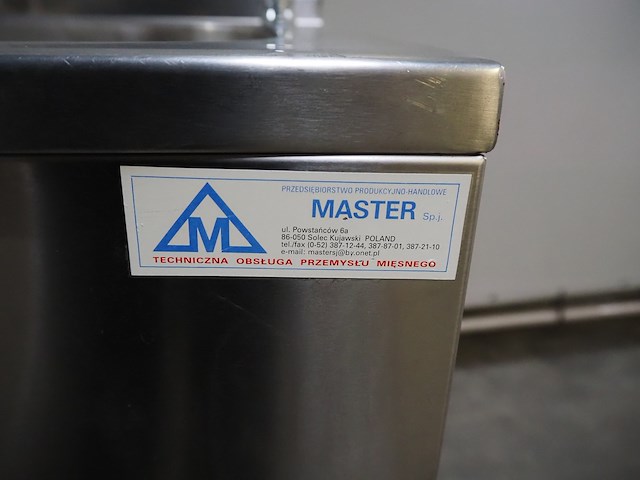 PRZEDSIĘBIORSTWO PRODUKCYJNO-HANDLOWE
M
MASTER Sp.j.
ul. Powstańców 6a
86-050 Solec Kujawski POLAND
tel./fax (0-52) 387-12-44, 387-87-01, 387-21-10
e-mail: mastersj@by.onet.pl
TECHNICZNA OBSŁUGA PRZEMYSŁU MIĘSNEGO